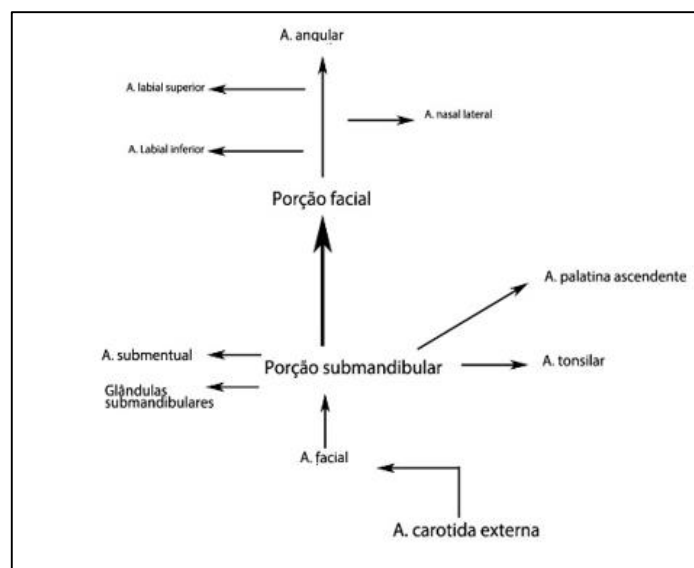 A. angular
A. labial superior
A. nasal lateral
A. Labial inferior
Porção facial
A. palatina ascendente
A. submentual
Porção submandibular
A. tonsilar
Glândulas
submandibulares
A. facial
A. carotida externa